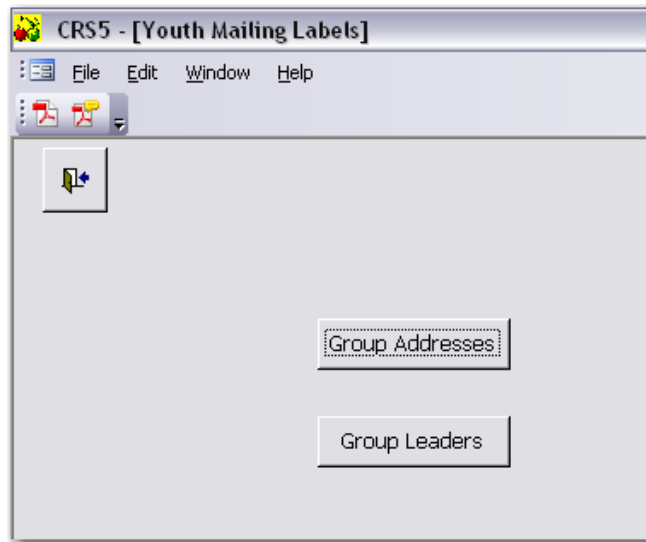 CRS5 - [Youth Mailing Labels]
File Edit Window Help
Group Addresses
Group Leaders